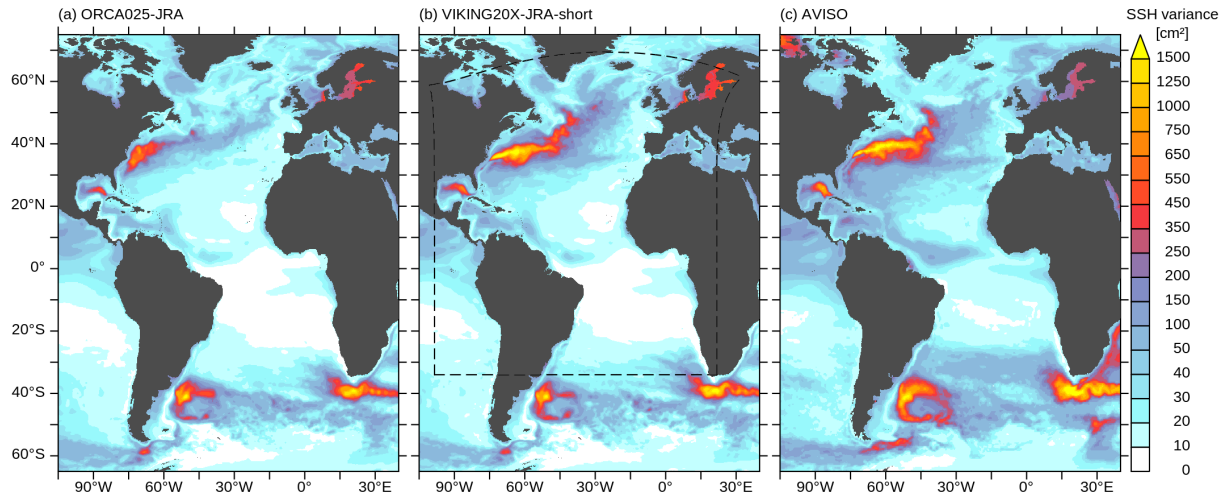 (a) ORCA025-JRA
(b) VIKING20X-JRA-short
(c) AVISO
SSH variance
[cm²]
60°N
40°N
20°N
0°
20°S
40°S
60°S
90°W
60°W
30°W
0°
30°E
90°W
60°W
30°W
0°
30°E
90°W
60°W
30°W
0°
30°E
1500
1250
1000
750
650
550
450
350
250
200
150
100
50
40
30
20
10
0